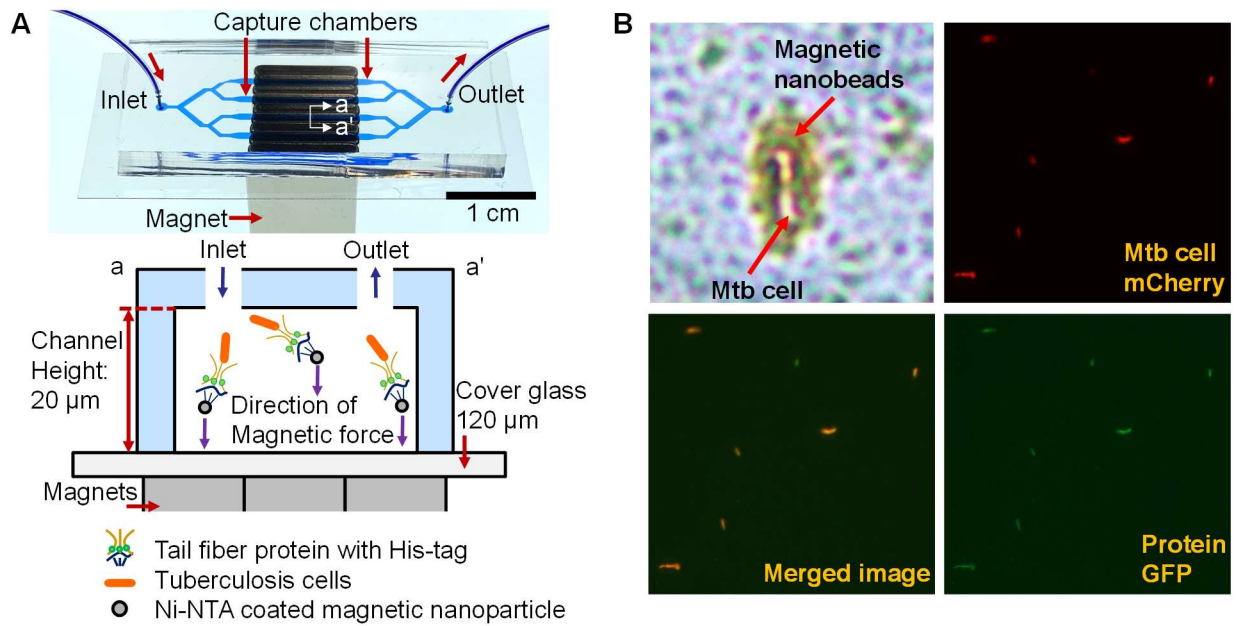 A
Capture chambers
Inlet
Outlet
a
a'
1 cm
Magnet
Inlet
Outlet
a
a'
Channel
Height:
20 µm
Direction of
Magnetic force
Cover glass
120 µm
Magnets
Tail fiber protein with His-tag
Tuberculosis cells
Ni-NTA coated magnetic nanoparticle
B
Magnetic
nanobeads
Mtb cell
Mtb cell
mCherry
Merged image
Protein
GFP